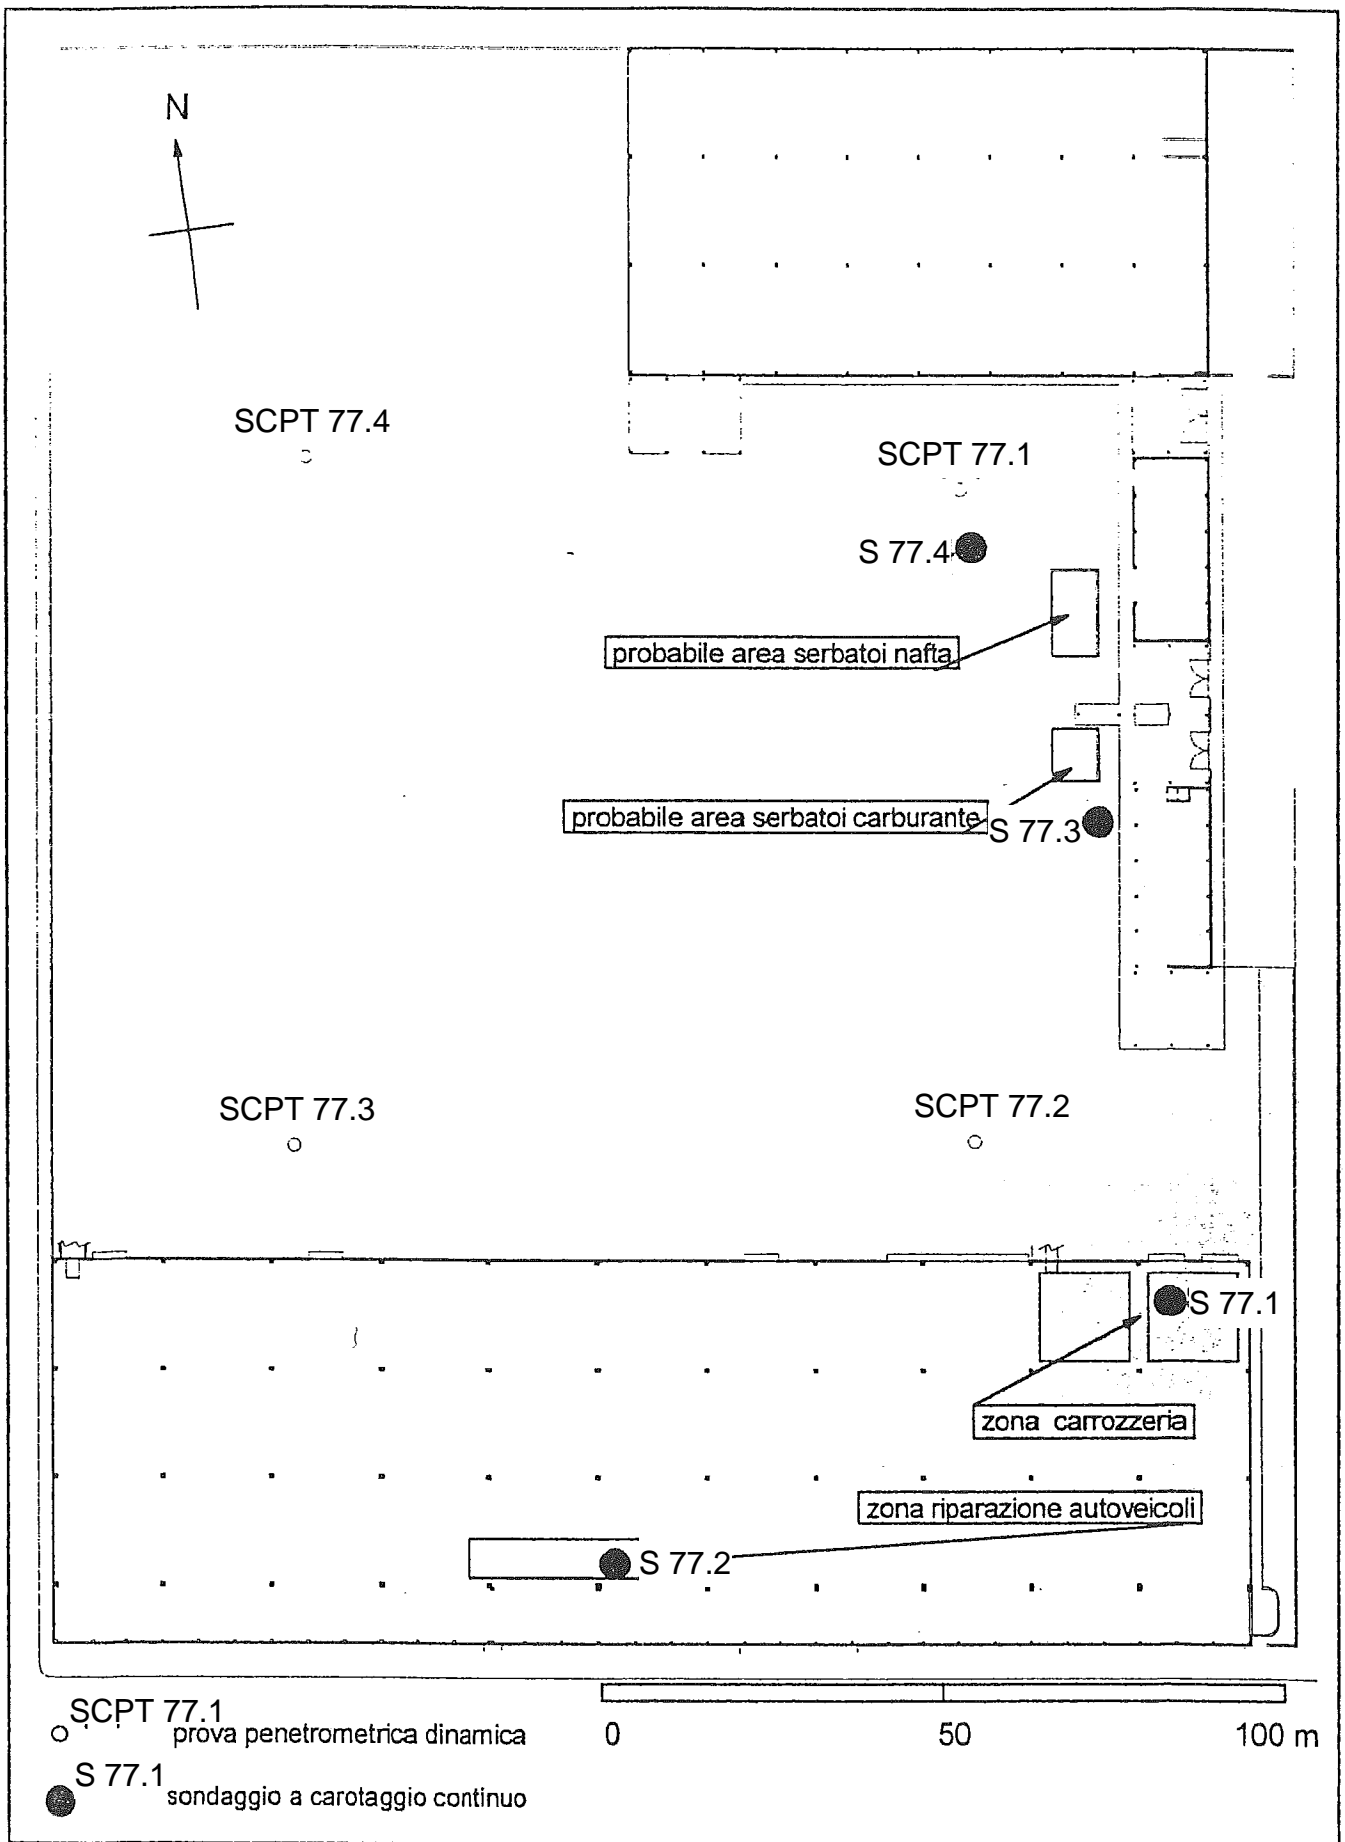 N
SCPT 77.4
SCPT 77.1
S 77.4
probabile area serbatoi nafta
probabile area serbatoi carburante
S 77.3
SCPT 77.3
SCPT 77.2
S 77.1
zona carrozzeria
zona riparazione autoveicoli
S 77.2
SCPT 77.1
prova penetrometrica dinamica
0 50 100 m
S 77.1
sondaggio a carotaggio continuo